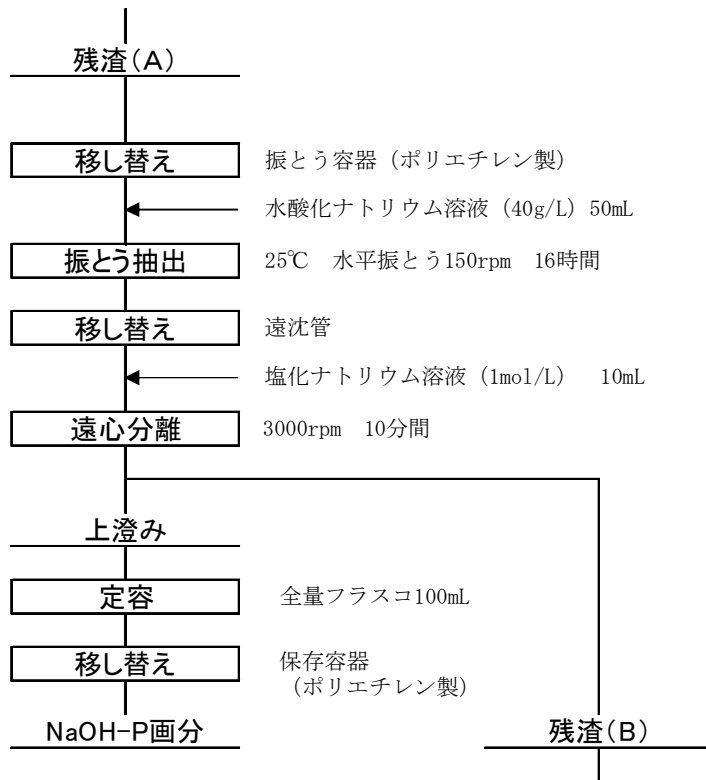 残渣(A)
移し替え 振とう容器（ポリエチレン製）
水酸化ナトリウム溶液（40g/L）50mL
振とう抽出 25℃　水平振とう150rpm　16時間
移し替え 遠沈管
塩化ナトリウム溶液（1mol/L）　10mL
遠心分離 3000rpm　10分間
上澄み
定容 全量フラスコ100mL
移し替え 保存容器
（ポリエチレン製）
NaOH-P画分 残渣(B)